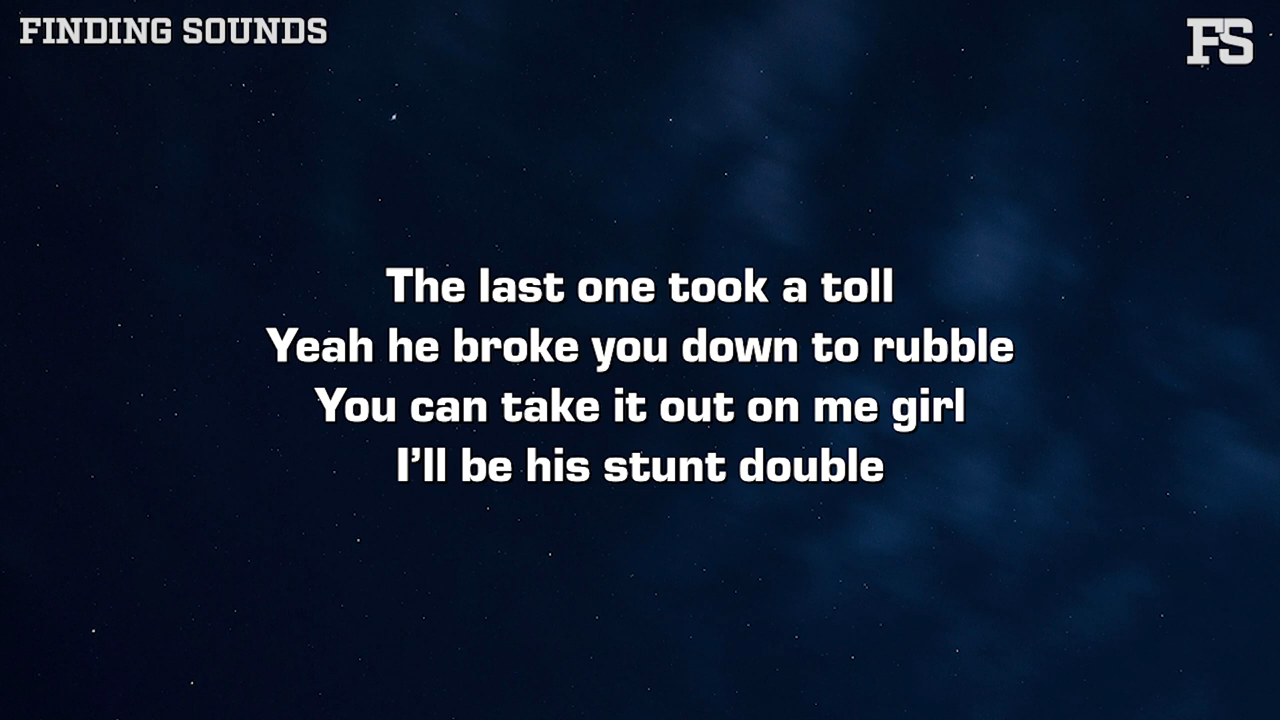 FINDING SOUNDS
FS
The last one took a toll
Yeah he broke you down to rubble
You can take it out on me girl
I’ll be his stunt double